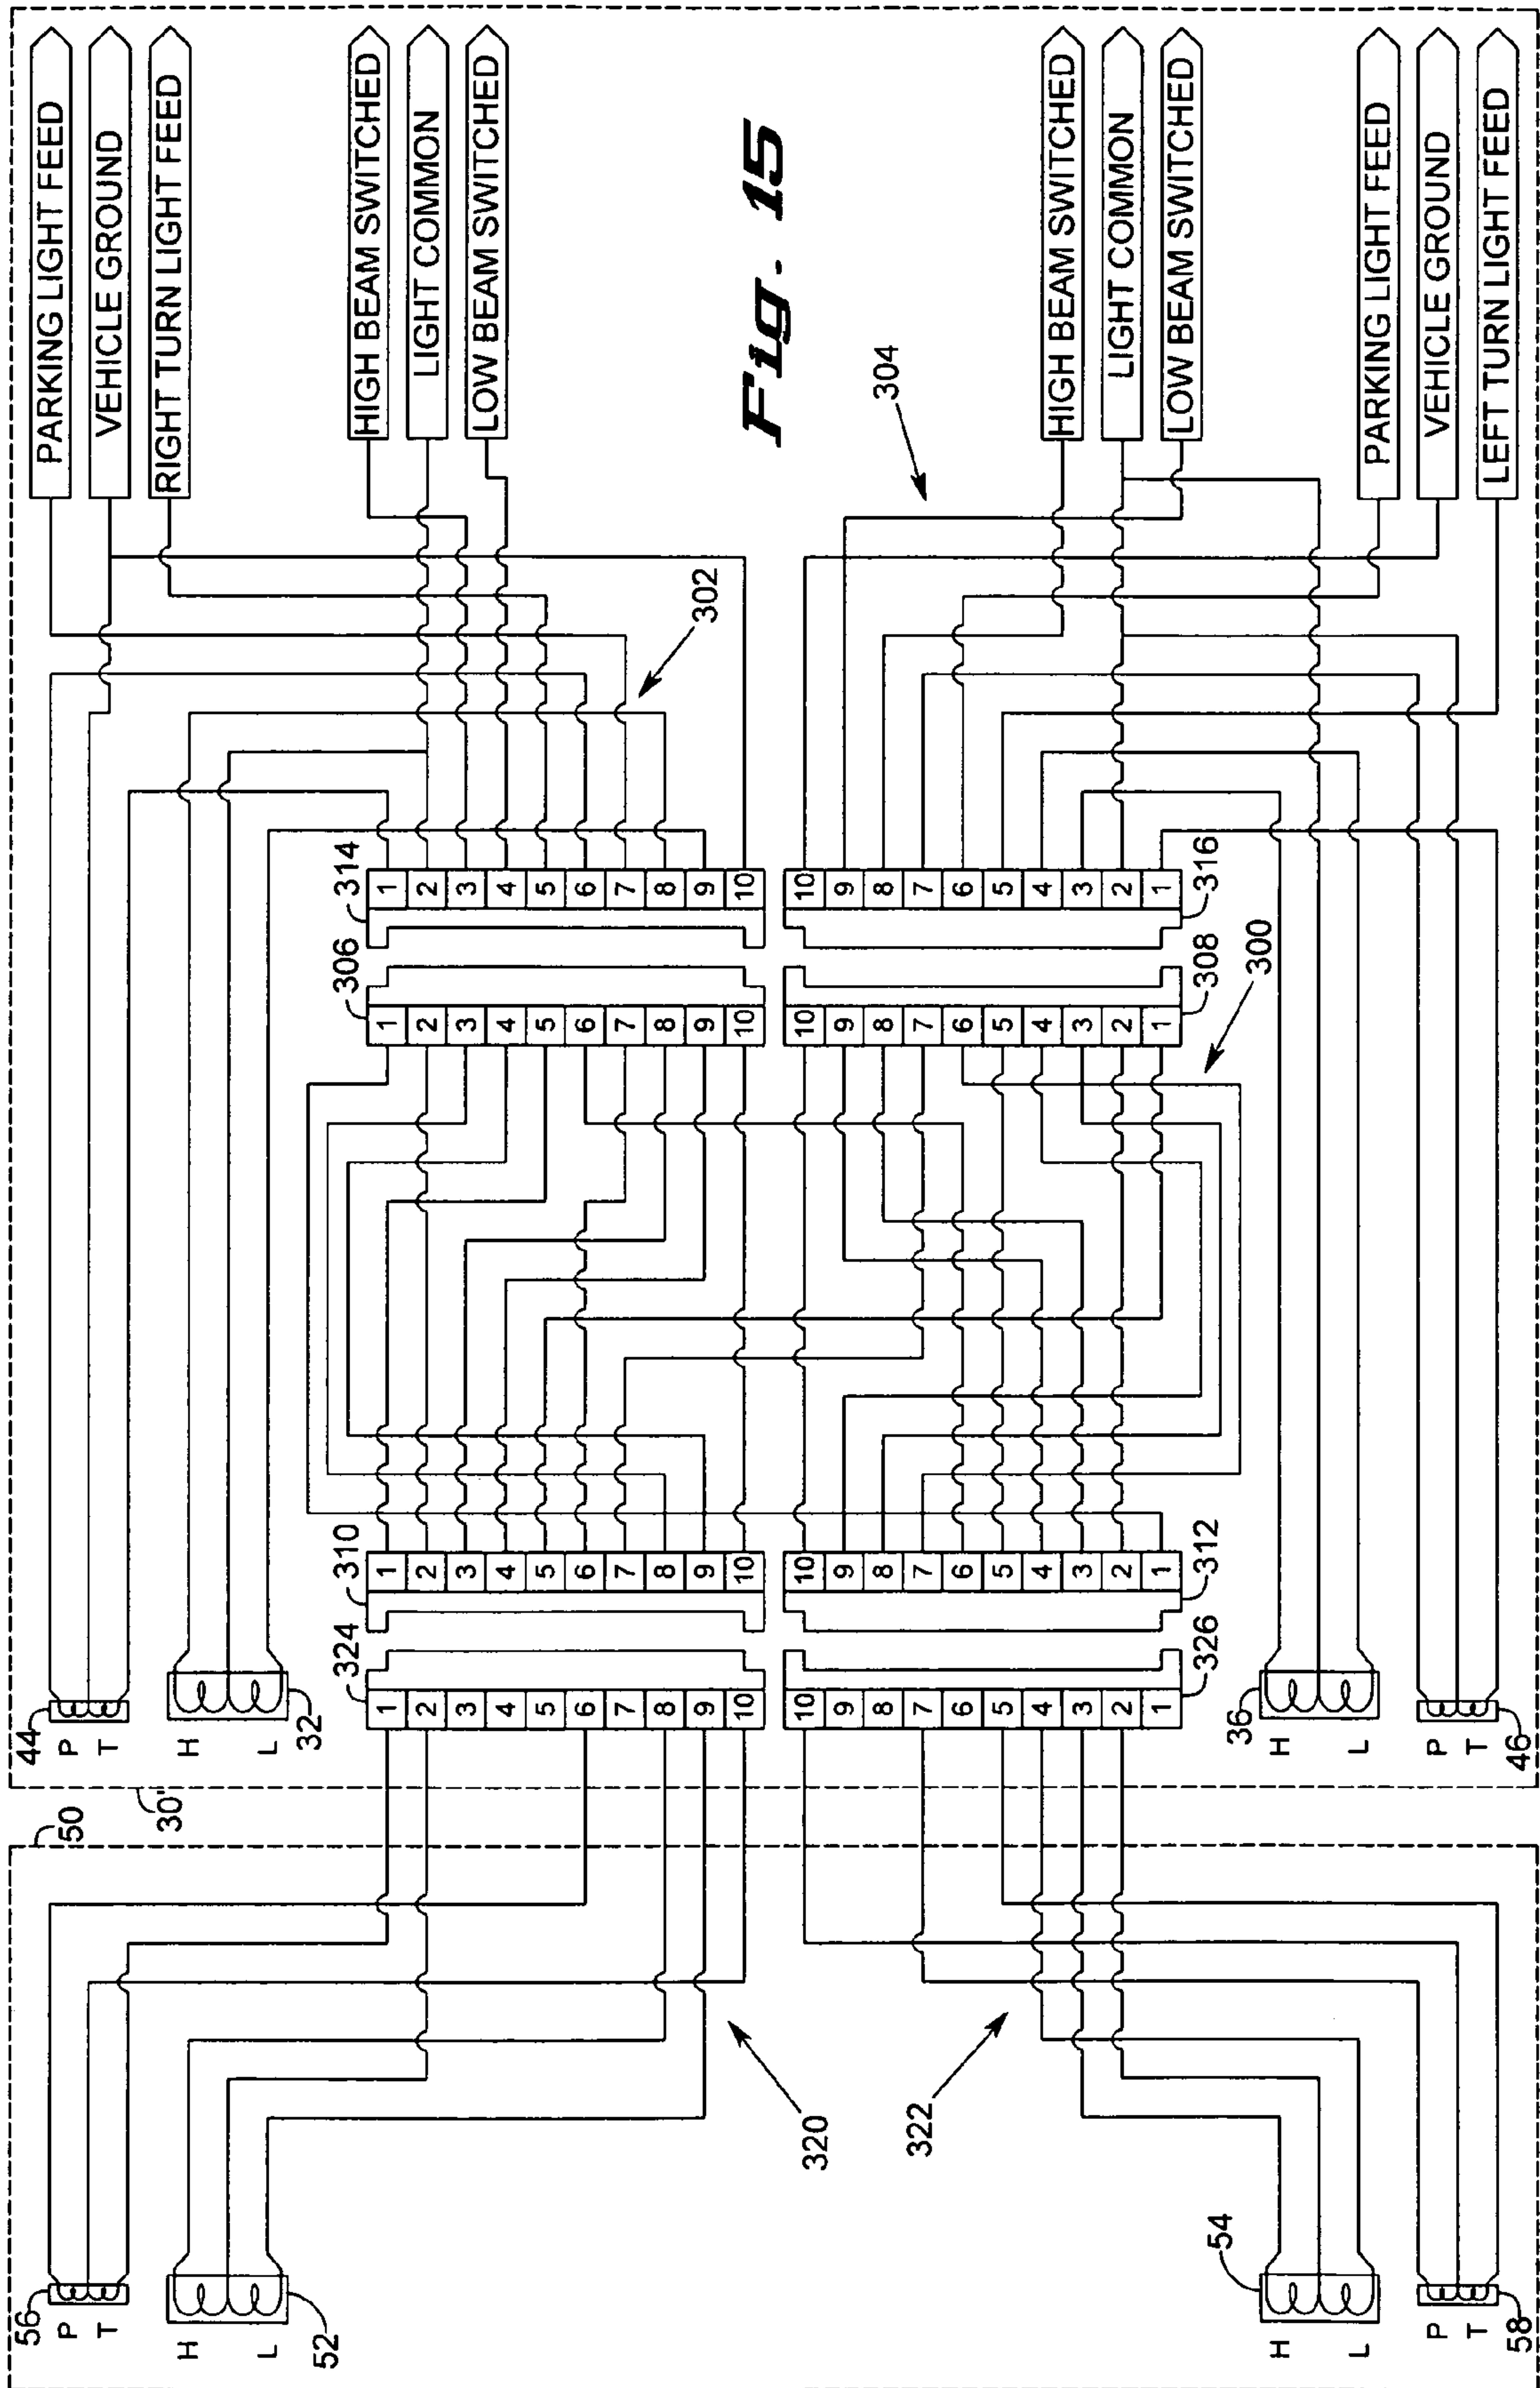 PARKING LIGHT FEED
VEHICLE GROUND
RIGHT TURN LIGHT FEED
HIGH BEAM SWITCHED
LIGHT COMMON
LOW BEAM SWITCHED
Fig. 15
HIGH BEAM SWITCHED
LIGHT COMMON
LOW BEAM SWITCHED
PARKING LIGHT FEED
VEHICLE GROUND
LEFT TURN LIGHT FEED
304
302
314
1 2 3 4 5 6 7 8 9 10
10 9 8 7 6 5 4 3 2 1
316
306
1 2 3 4 5 6 7 8 9 10
10 9 8 7 6 5 4 3 2 1
308
300
310
1 2 3 4 5 6 7 8 9 10
10 9 8 7 6 5 4 3 2 1
312
324
1 2 3 4 5 6 7 8 9 10
10 9 8 7 6 5 4 3 2 1
326
44
P
T
H
L
32
36
H
L
P
T
46
30'
50
320
322
56
P
T
H
L
52
54
H
L
P
T
58